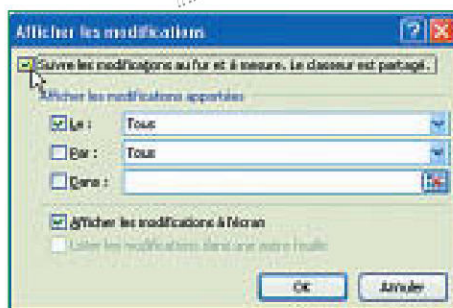 Afficher les modifications
Suivre les modifications au fur et à mesure. Le classeur est partagé.
Afficher les modifications apportées
Le : Tous
Par : Tous
Dans :
Afficher les modifications à l'écran
Lister les modifications dans une autre feuille
OK Annuler